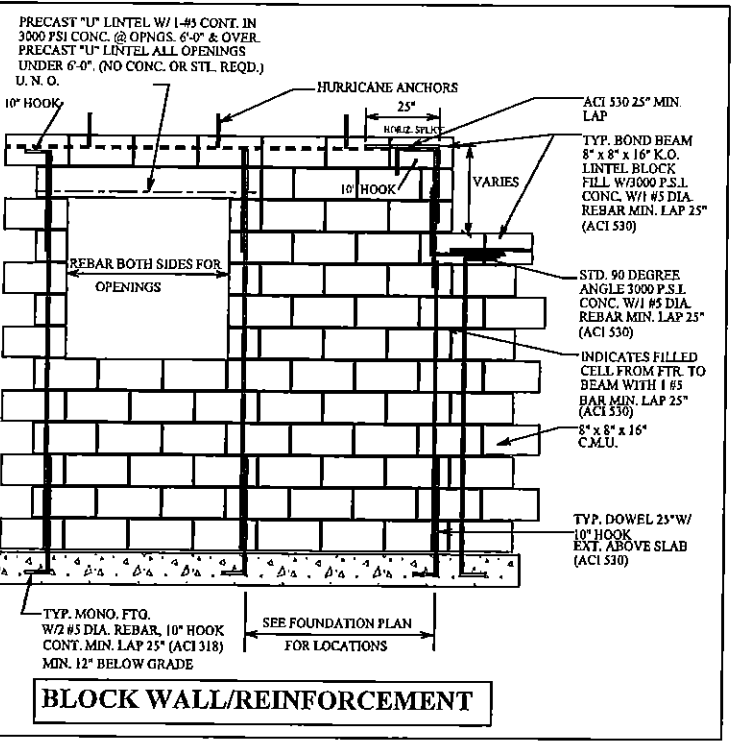 PRECAST "U" LINTEL W/ 1-#5 CONT. IN
3000 PSI CONC. @ OPNGS. 6'-0" & OVER.
PRECAST "U" LINTEL ALL OPENINGS
UNDER 6'-0". (NO CONC. OR STL. REQD.)
U. N. O.
10" HOOK
HURRICANE ANCHORS
25"
HORIZ. SPLICE
ACI 530 25" MIN.
LAP
TYP. BOND BEAM
8" x 8" x 16" K.O.
LINTEL BLOCK
FILL W/3000 P.S.I.
CONC. W/1 #5 DIA.
REBAR MIN. LAP 25"
(ACI 530)
10" HOOK
VARIES
REBAR BOTH SIDES FOR
OPENINGS
STD. 90 DEGREE
ANGLE 3000 P.S.I.
CONC. W/1 #5 DIA.
REBAR MIN. LAP 25"
(ACI 530)
INDICATES FILLED
CELL FROM FTR. TO
BEAM WITH 1 #5
BAR MIN. LAP 25"
(ACI 530)
8" x 8" x 16"
C.M.U.
TYP. DOWEL 25"W/
10" HOOK
EXT. ABOVE SLAB
(ACI 530)
TYP. MONO. FTG.
W/2 #5 DIA. REBAR, 10" HOOK
CONT. MIN. LAP 25" (ACI 318)
MIN. 12" BELOW GRADE
SEE FOUNDATION PLAN
FOR LOCATIONS
BLOCK WALL/REINFORCEMENT